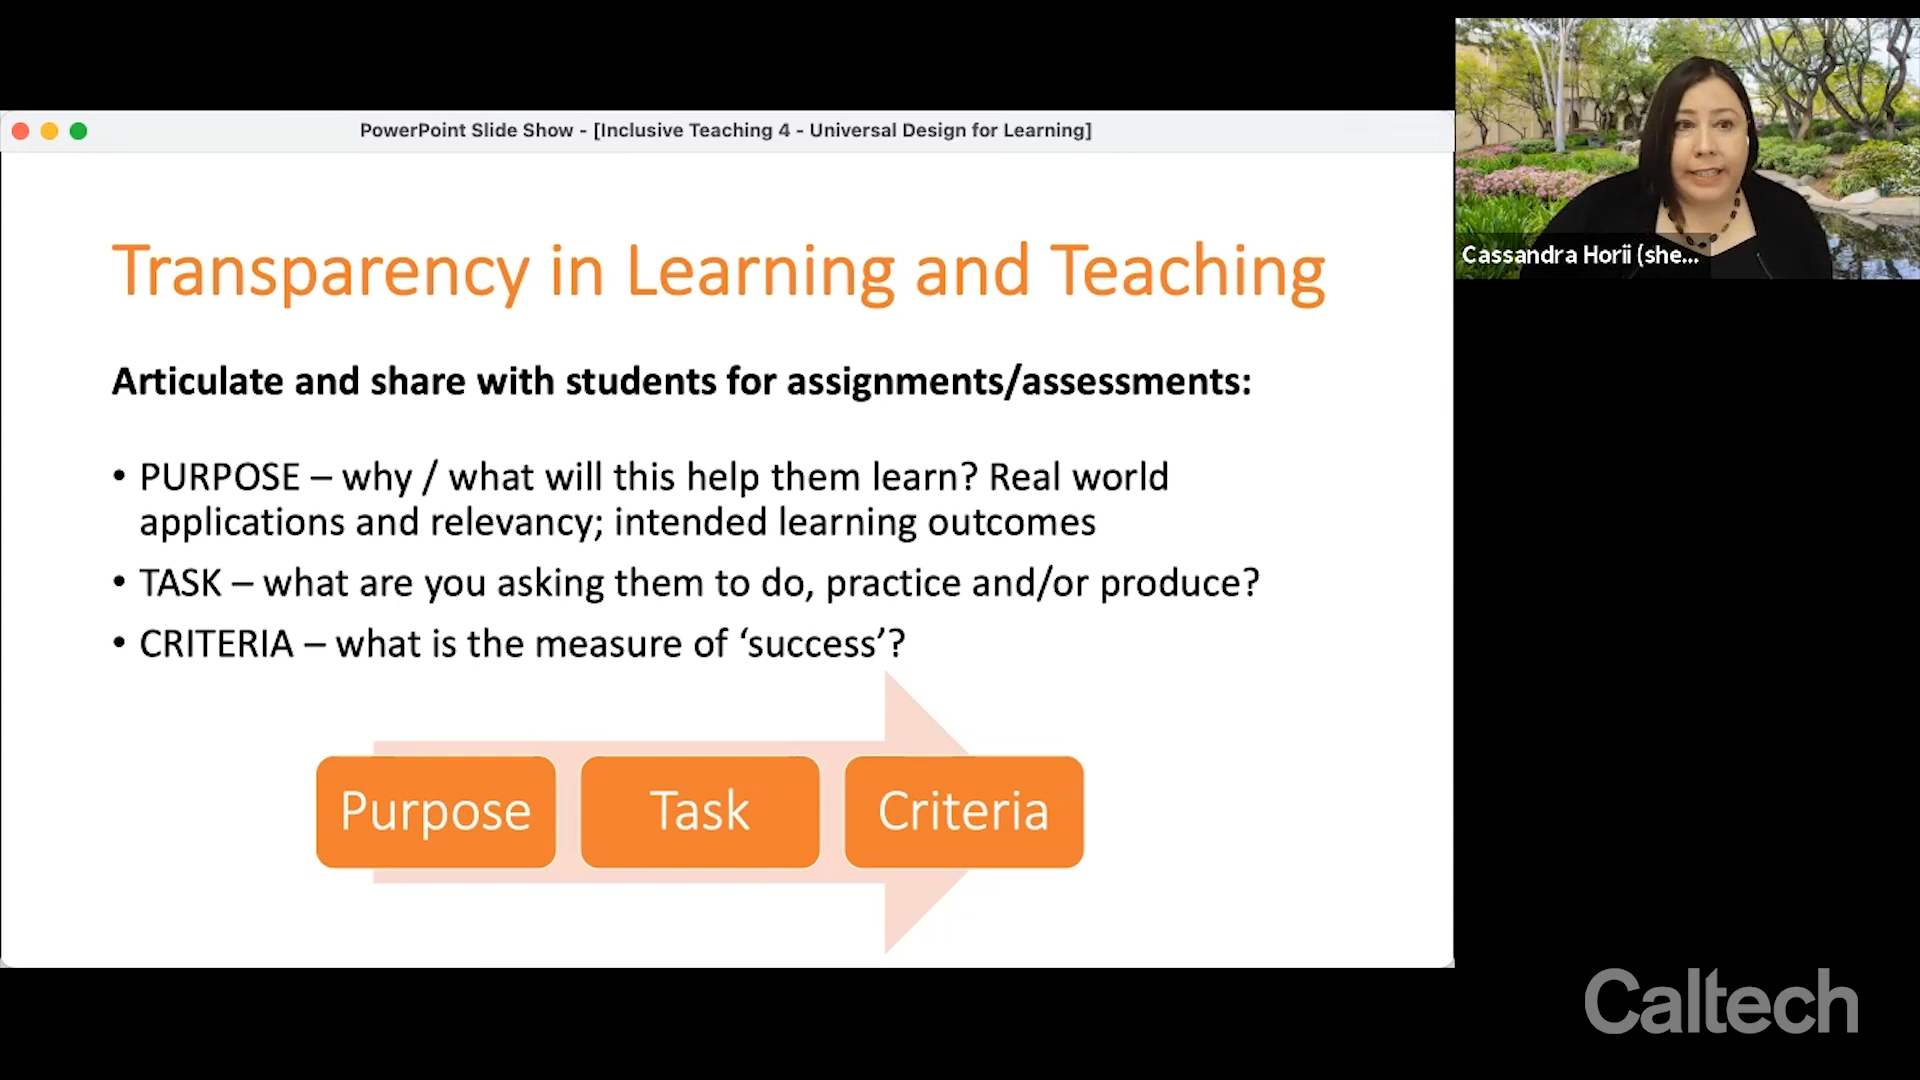 PowerPoint Slide Show - [Inclusive Teaching 4 - Universal Design for Learning]
Cassandra Horii (she...
Transparency in Learning and Teaching
Articulate and share with students for assignments/assessments:
• PURPOSE – why / what will this help them learn? Real world
applications and relevancy; intended learning outcomes
• TASK – what are you asking them to do, practice and/or produce?
• CRITERIA – what is the measure of ‘success’?
Purpose
Task
Criteria
Caltech